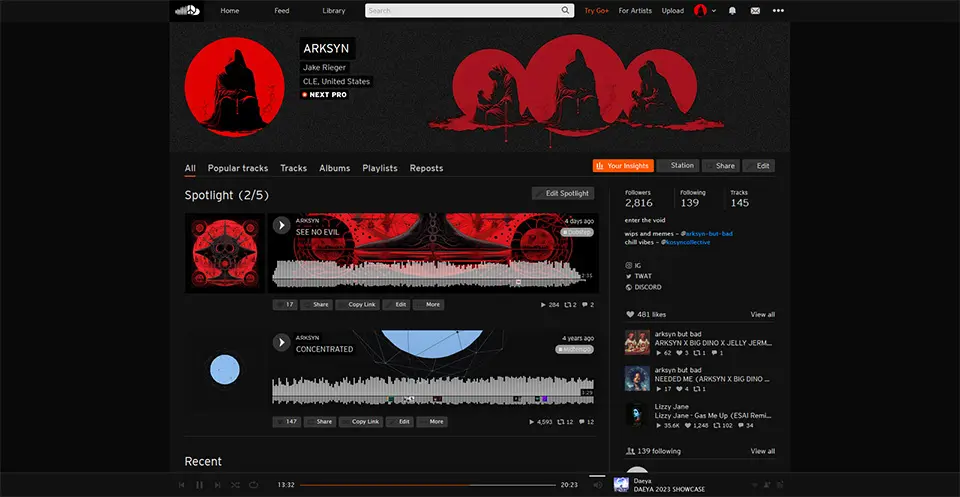 Home
Feed
Library
Search
Try Go+
For Artists
Upload
ARKSYN
Jake Rieger
CLE, United States
NEXT PRO
All
Popular tracks
Tracks
Albums
Playlists
Reposts
Your Insights
Station
Share
Edit
Spotlight (2/5)
Edit Spotlight
ARKSYN
SEE NO EVIL
4 days ago
# Dubstep
2:35
17
Share
Copy Link
Edit
More
284
2
2
ARKSYN
CONCENTRATED
4 years ago
3:29
147
Share
Copy Link
Edit
More
4,593
12
12
Recent
Followers
2,816
Following
139
Tracks
145
enter the void
wips and memes – @arksyn-but-bad
chill vibes – @kosyncollective
IG
TWAT
DISCORD
481 likes
View all
arksyn but bad
ARKSYN X BIG DINO X JELLY JERM...
62
3
1
1
arksyn but bad
NEEDED ME (ARKSYN X BIG DINO ...
17
4
1
Lizzy Jane
Lizzy Jane - Gas Me Up (ESAI Remi...
35.6K
1,248
102
34
139 following
View all
13:32
20:23
Daeya
DAEYA 2023 SHOWCASE